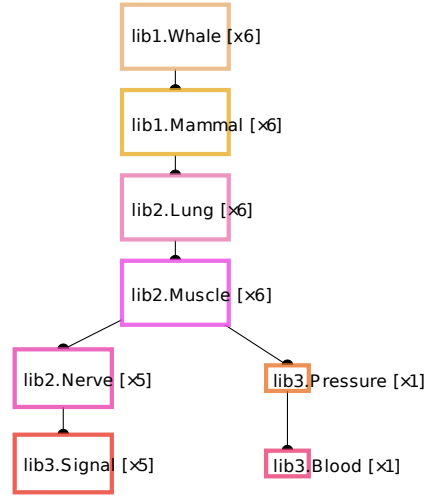 lib1.Whale [x6]
lib1.Mammal [×6]
lib2.Lung [×6]
lib2.Muscle [×6]
lib2.Nerve [×5]
lib3.Pressure [×1]
lib3.Signal [×5]
lib3.Blood [×1]